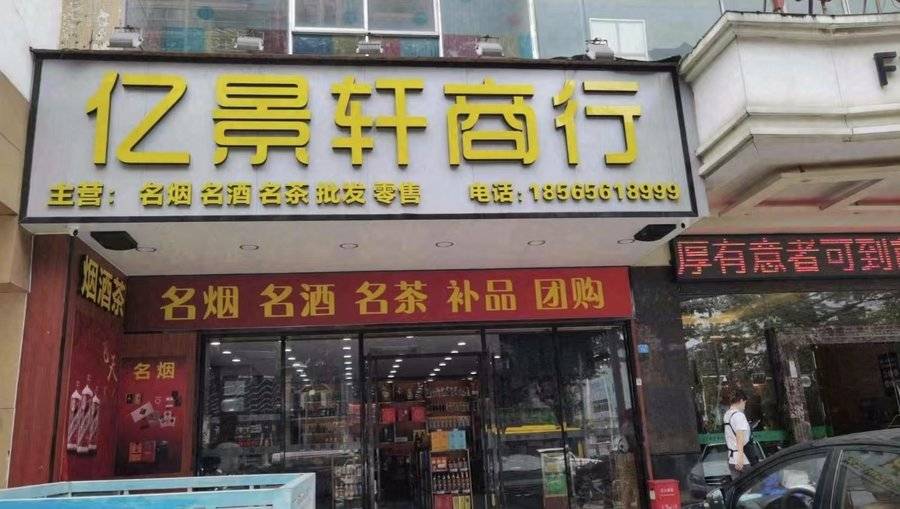 亿景轩商行
主营： 名烟 名酒 名茶 批发 零售 电话：18565618999
F
厚有意者可到
烟酒茶
名烟 名酒 名茶 补品 团购
名烟